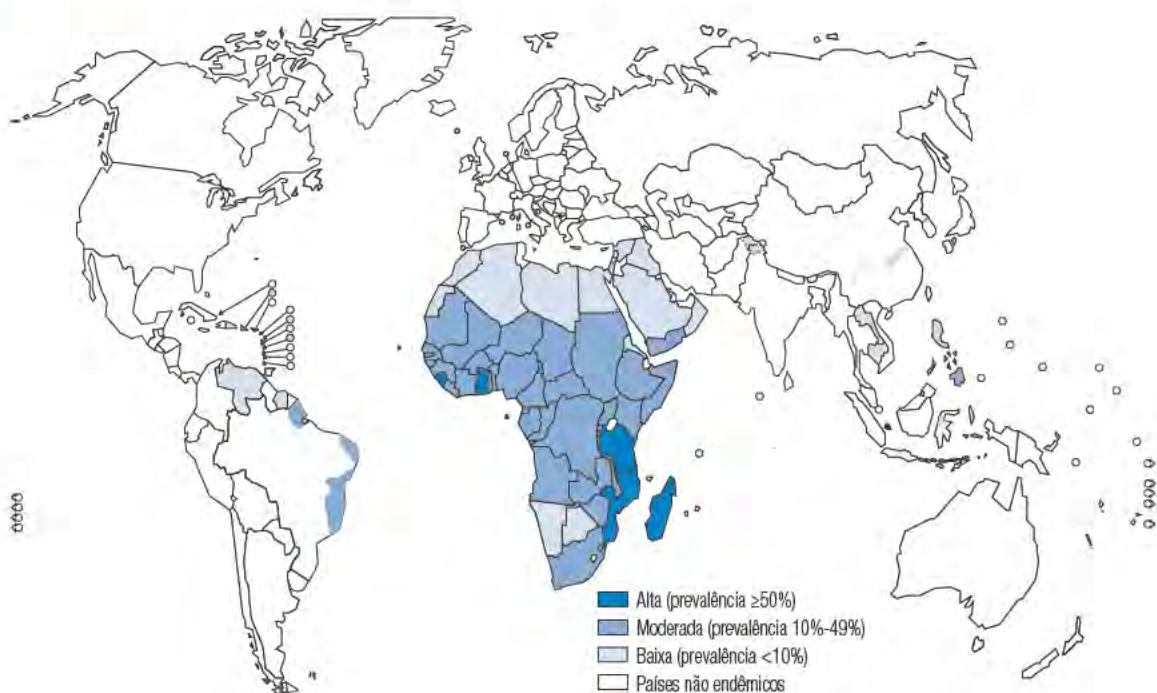 Alta (prevalência ≥50%)
Moderada (prevalência 10%-49%)
Baixa (prevalência <10%)
Países não endêmicos